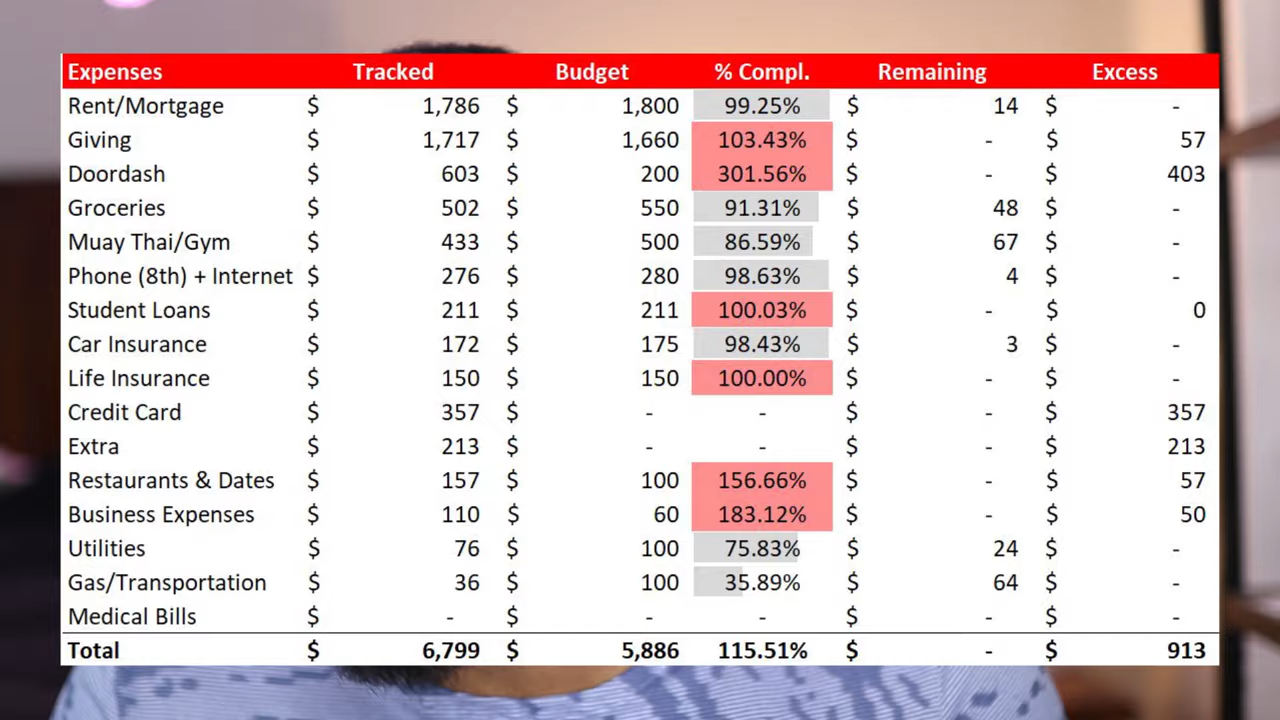 Expenses Tracked Budget % Compl. Remaining Excess
Rent/Mortgage $ 1,786 $ 1,800 99.25% $ 14 $ -
Giving $ 1,717 $ 1,660 103.43% $ - $ 57
Doordash $ 603 $ 200 301.56% $ - $ 403
Groceries $ 502 $ 550 91.31% $ 48 $ -
Muay Thai/Gym $ 433 $ 500 86.59% $ 67 $ -
Phone (8th) + Internet $ 276 $ 280 98.63% $ 4 $ -
Student Loans $ 211 $ 211 100.03% $ - $ 0
Car Insurance $ 172 $ 175 98.43% $ 3 $ -
Life Insurance $ 150 $ 150 100.00% $ - $ -
Credit Card $ 357 $ - - $ - $ 357
Extra $ 213 $ - - $ - $ 213
Restaurants & Dates $ 157 $ 100 156.66% $ - $ 57
Business Expenses $ 110 $ 60 183.12% $ - $ 50
Utilities $ 76 $ 100 75.83% $ 24 $ -
Gas/Transportation $ 36 $ 100 35.89% $ 64 $ -
Medical Bills $ - $ - - $ - $ -
Total $ 6,799 $ 5,886 115.51% $ - $ 913